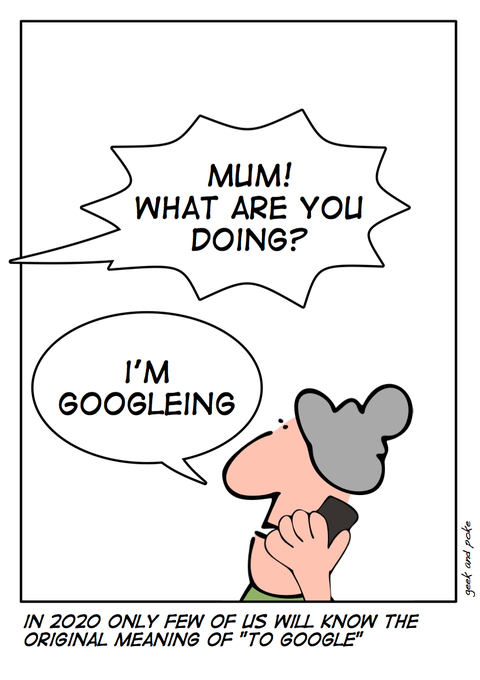 MUM!
WHAT ARE YOU
DOING?
I'M
GOOGLEING
geek and poke
IN 2020 ONLY FEW OF US WILL KNOW THE
ORIGINAL MEANING OF "TO GOOGLE"